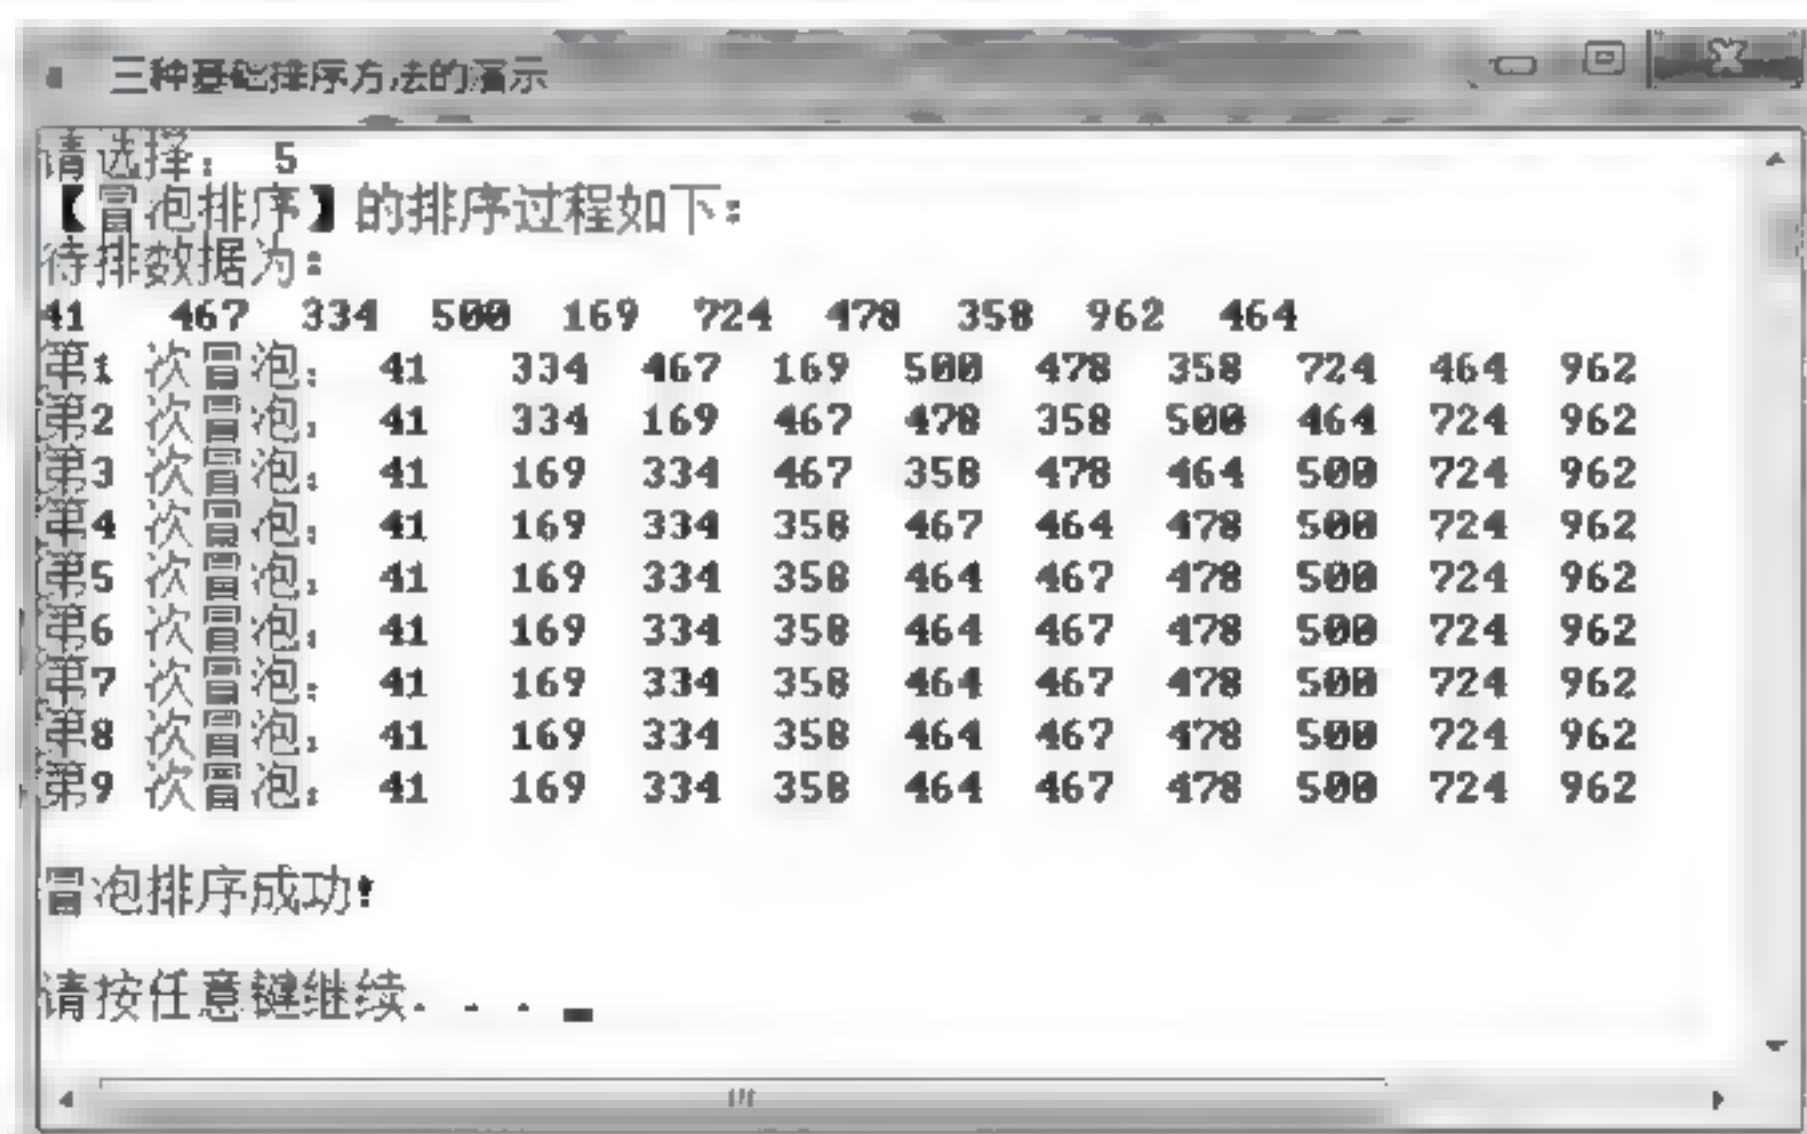 三种基础排序方法的演示
请选择： 5
【冒泡排序】的排序过程如下：
待排数据为：
41 467 334 500 169 724 478 358 962 464
第1 次冒泡： 41 334 467 169 500 478 358 724 464 962
第2 次冒泡： 41 334 169 467 478 358 500 464 724 962
第3 次冒泡： 41 169 334 467 358 478 464 500 724 962
第4 次冒泡： 41 169 334 358 467 464 478 500 724 962
第5 次冒泡： 41 169 334 358 464 467 478 500 724 962
第6 次冒泡： 41 169 334 358 464 467 478 500 724 962
第7 次冒泡： 41 169 334 358 464 467 478 500 724 962
第8 次冒泡： 41 169 334 358 464 467 478 500 724 962
第9 次冒泡： 41 169 334 358 464 467 478 500 724 962
冒泡排序成功！
请按任意键继续. . .